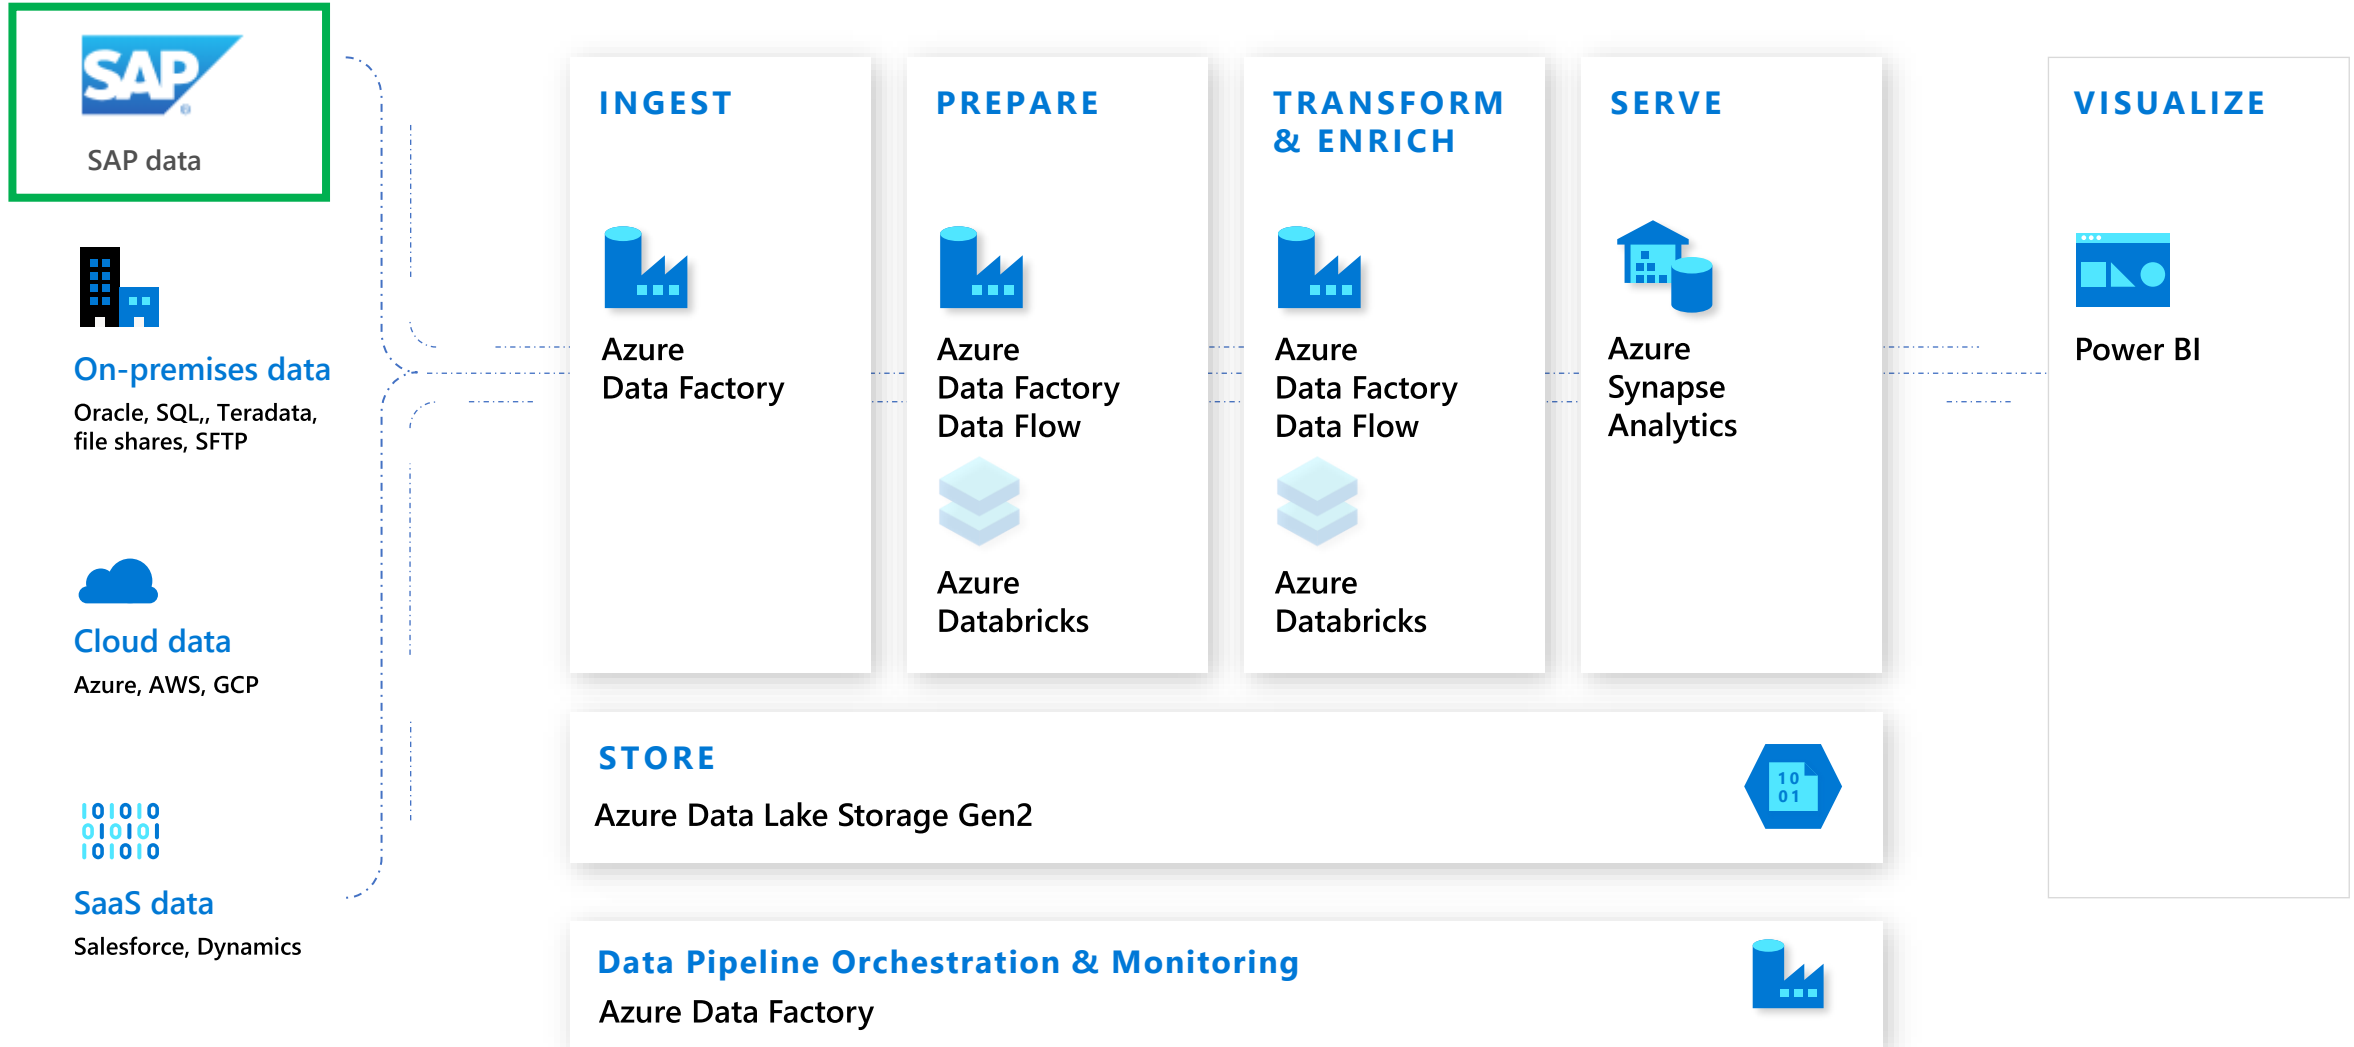 SAP
®
SAP data
On-premises data
Oracle, SQL,, Teradata,
file shares, SFTP
Cloud data
Azure, AWS, GCP
101010
010101
101010
SaaS data
Salesforce, Dynamics
INGEST
Azure
Data Factory
PREPARE
Azure
Data Factory
Data Flow
Azure
Databricks
TRANSFORM
& ENRICH
Azure
Data Factory
Data Flow
Azure
Databricks
SERVE
Azure
Synapse
Analytics
VISUALIZE
Power BI
STORE
Azure Data Lake Storage Gen2
10
01
Data Pipeline Orchestration & Monitoring
Azure Data Factory